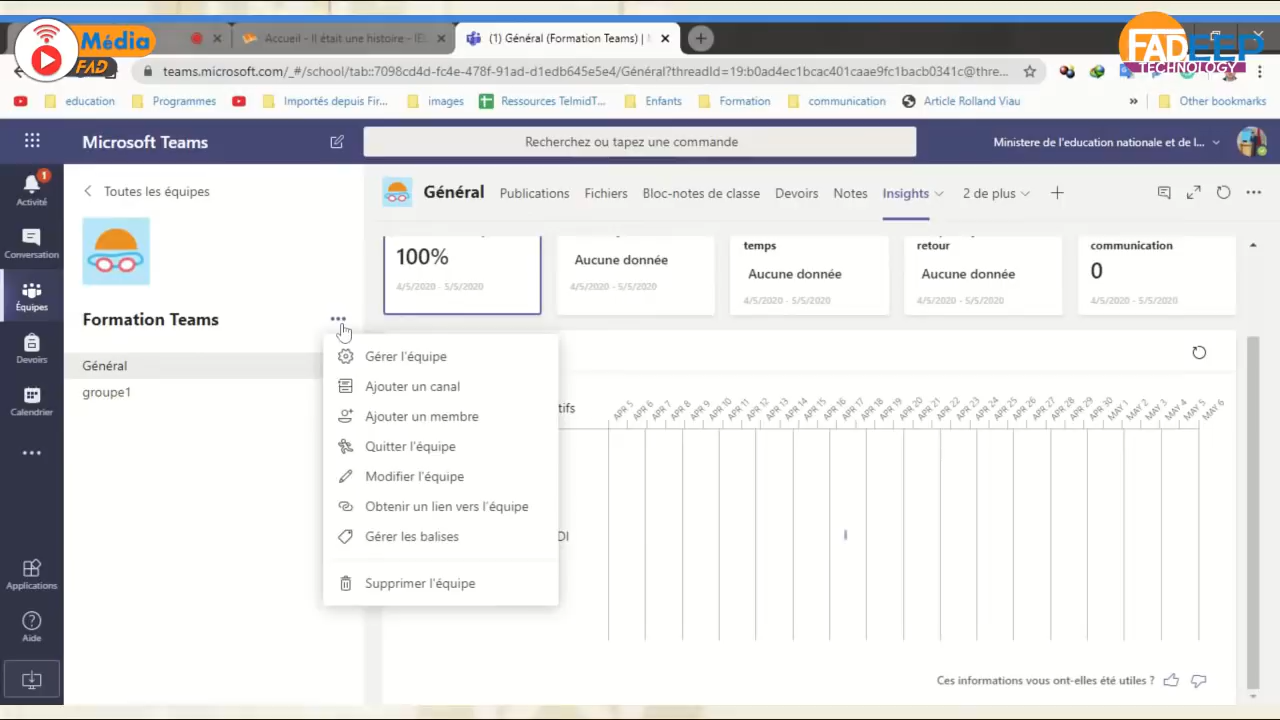 Média
FAD
Accueil - Il était une histoire - IE
(1) Général (Formation Teams) |
FADEEP
TECHNOLOGY
teams.microsoft.com/_#/school/tab::7098cd4d-fc4e-478f-91ad-d1edb645e5e4/Général?threadId=19:b0ad4ec1bcac401caae9fc1bacb0341c@thre...
education
Programmes
Importés depuis Fir...
images
Ressources TelmidT...
Enfants
Formation
communication
Article Rolland Viau
»
Other bookmarks
Microsoft Teams
Recherchez ou tapez une commande
Ministere de l'education nationale et de l...
1
Activité
Conversation
Équipes
Devoirs
Calendrier
Applications
Aide
Toutes les équipes
Formation Teams
Général
groupe1
Général
Publications
Fichiers
Bloc-notes de classe
Devoirs
Notes
Insights
2 de plus
100%
4/5/2020 - 5/5/2020
Aucune donnée
4/5/2020 - 5/5/2020
temps
Aucune donnée
4/5/2020 - 5/5/2020
retour
Aucune donnée
4/5/2020 - 5/5/2020
communication
0
4/5/2020 - 5/5/2020
Gérer l'équipe
Ajouter un canal
Ajouter un membre
Quitter l'équipe
Modifier l'équipe
Obtenir un lien vers l'équipe
Gérer les balises
Supprimer l'équipe
tifs
DI
APR 5
APR 6
APR 7
APR 8
APR 9
APR 10
APR 11
APR 12
APR 13
APR 14
APR 15
APR 16
APR 17
APR 18
APR 19
APR 20
APR 21
APR 22
APR 23
APR 24
APR 25
APR 26
APR 27
APR 28
APR 29
APR 30
MAY 1
MAY 2
MAY 3
MAY 4
MAY 5
MAY 6
Ces informations vous ont-elles été utiles ?